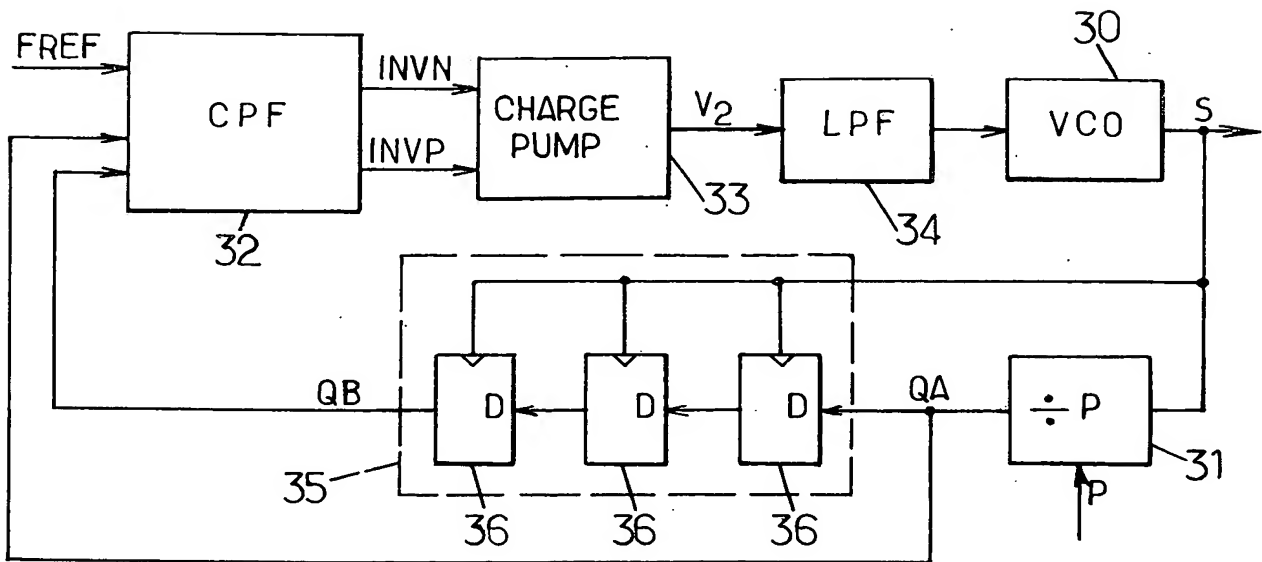 30
FREF
INVN
CPF
CHARGE
PUMP
V2
LPF
VCO
S
INVP
33
34
32
QB
D
D
D
QA
÷ P
35
36
36
36
P
31